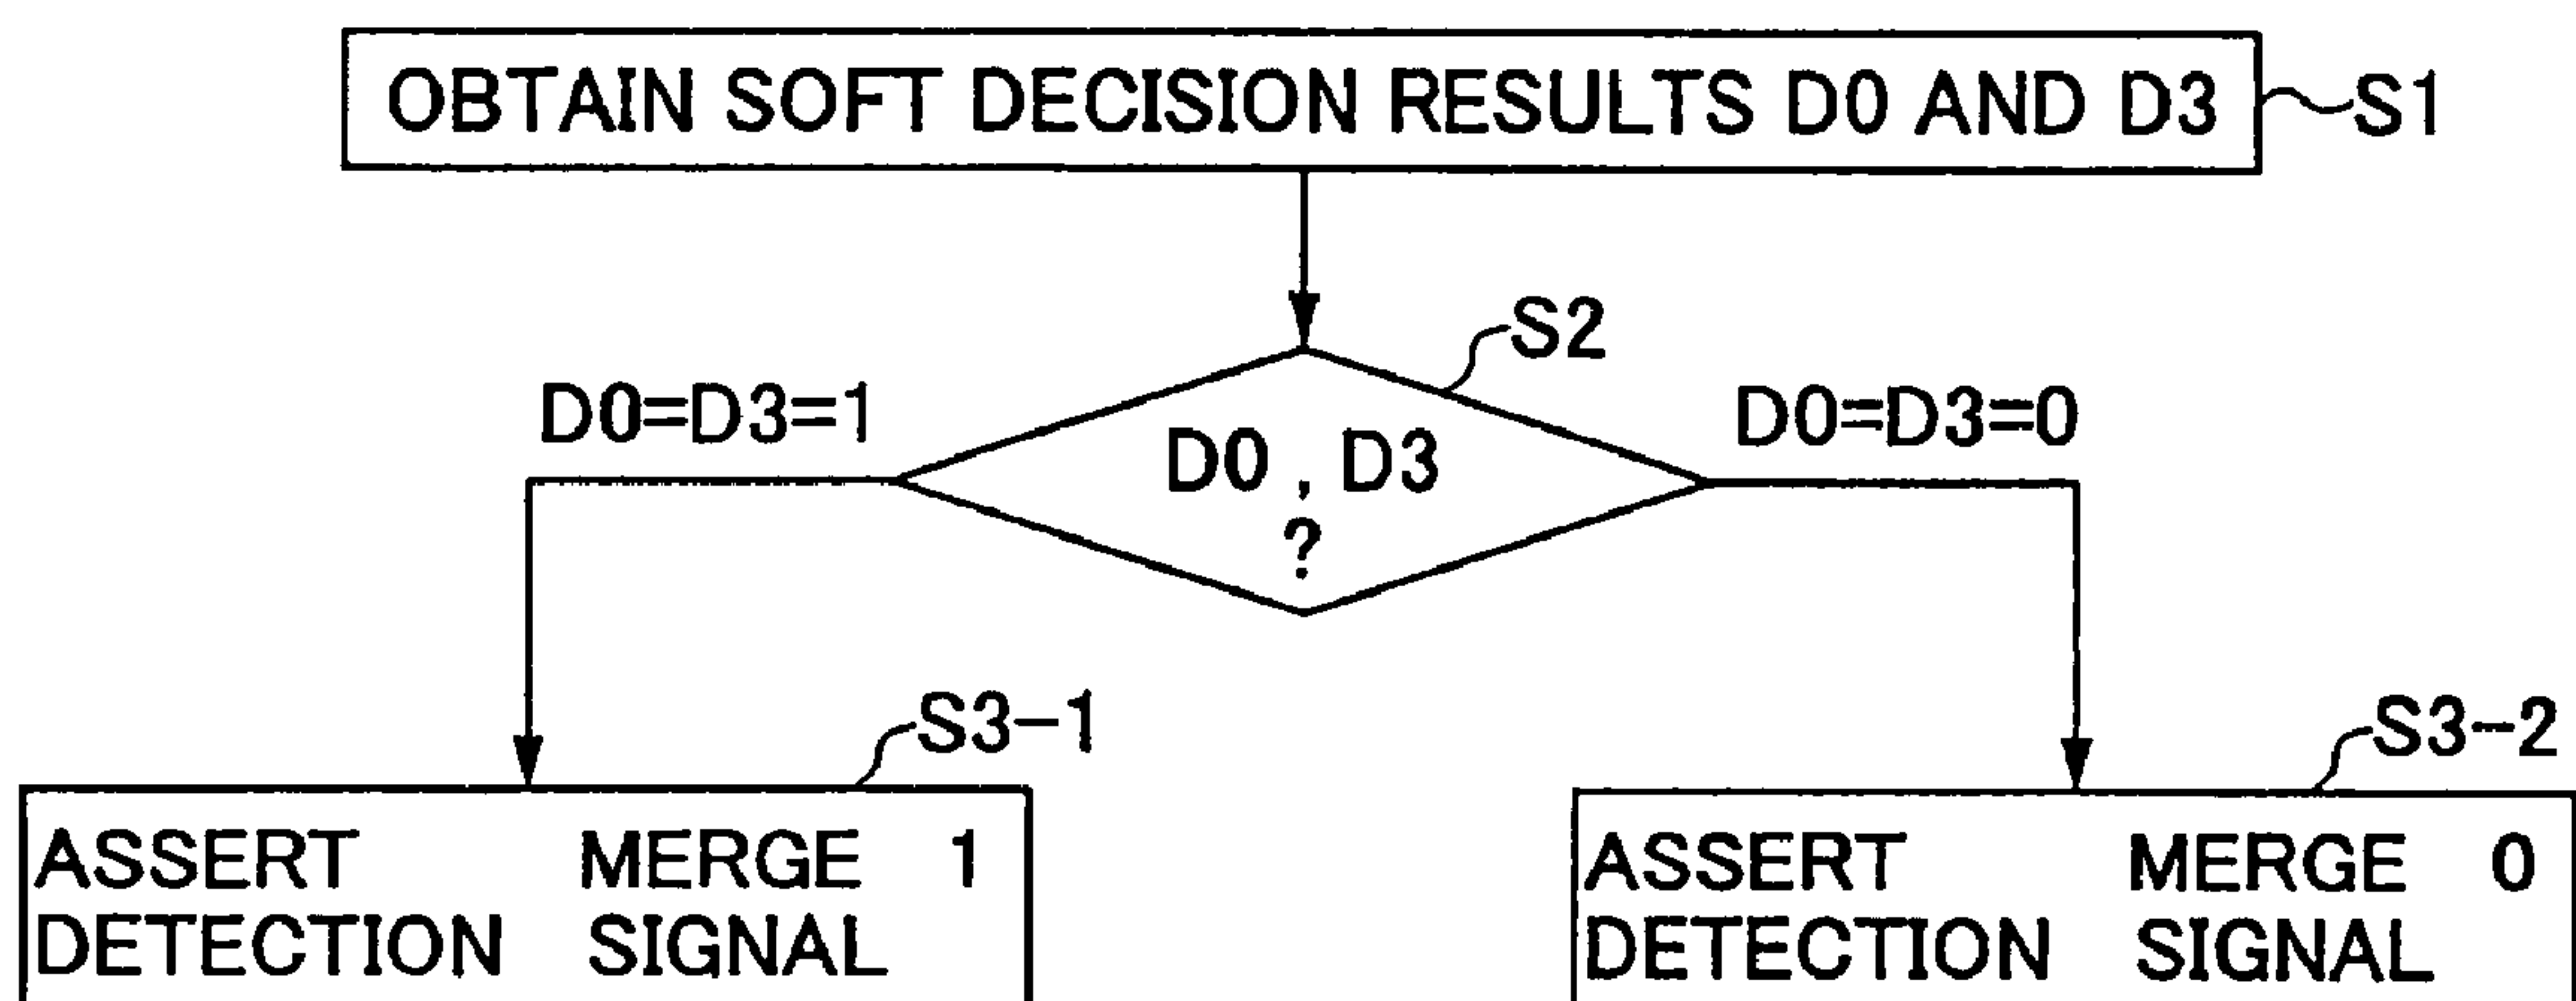 OBTAIN SOFT DECISION RESULTS D0 AND D3
S1
S2
D0=D3=1
D0=D3=0
D0 , D3
?
S3-1
S3-2
ASSERT MERGE 1
DETECTION SIGNAL
ASSERT MERGE 0
DETECTION SIGNAL